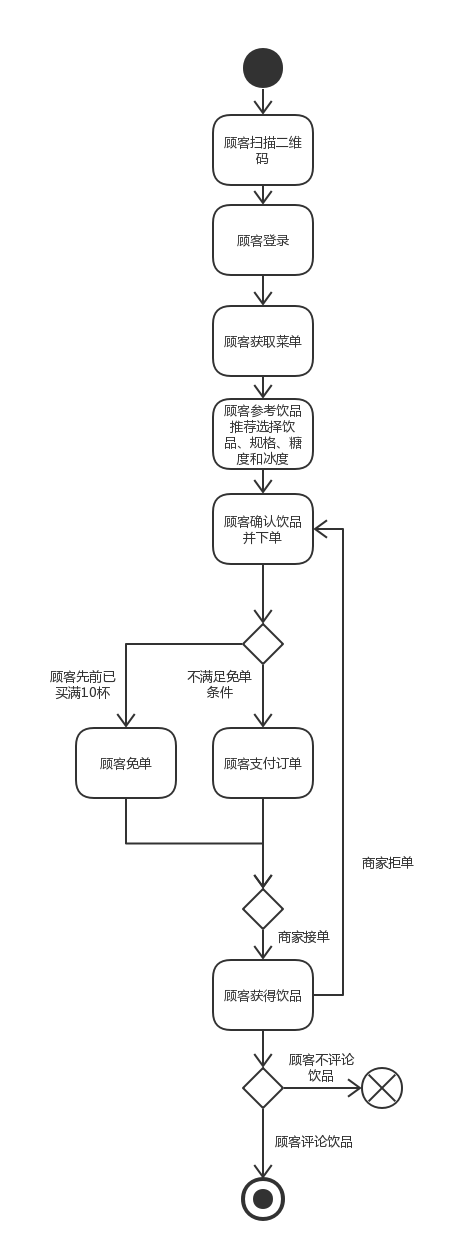 顾客扫描二维
码
顾客登录
顾客获取菜单
顾客参考饮品
推荐选择饮
品、规格、糖
度和冰度
顾客确认饮品
并下单
顾客先前已
买满10杯
不满足免单
条件
顾客免单
顾客支付订单
商家拒单
商家接单
顾客获得饮品
顾客不评论
饮品
顾客评论饮品